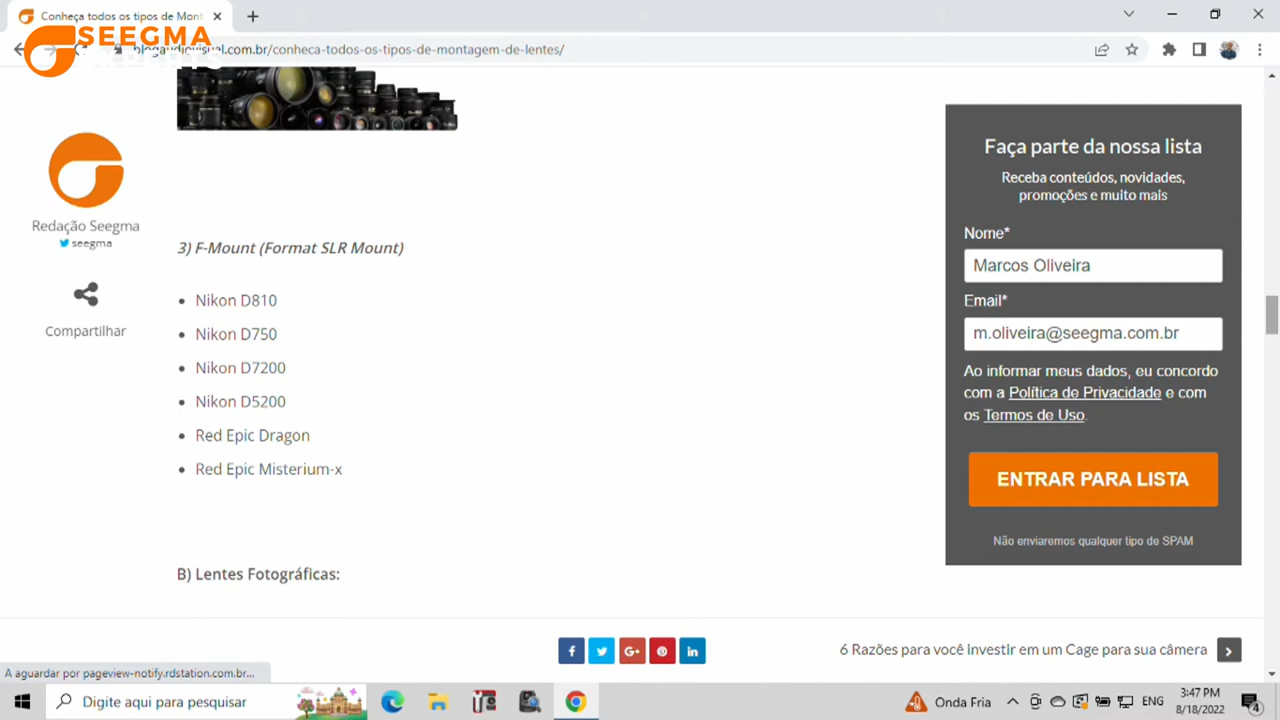 Conheça todos os tipos de Mont
SEEGMA
blogaudiovisual.com.br/conheca-todos-os-tipos-de-montagem-de-lentes/
Redação Seegma
seegma
Compartilhar
3) F-Mount (Format SLR Mount)
• Nikon D810
• Nikon D750
• Nikon D7200
• Nikon D5200
• Red Epic Dragon
• Red Epic Misterium-x
B) Lentes Fotográficas:
Faça parte da nossa lista
Receba conteúdos, novidades,
promoções e muito mais
Nome*
Marcos Oliveira
Email*
m.oliveira@seegma.com.br
Ao informar meus dados, eu concordo
com a Política de Privacidade e com
os Termos de Uso.
ENTRAR PARA LISTA
Não enviaremos qualquer tipo de SPAM
6 Razões para você Investir em um Cage para sua câmera
A aguardar por pageview-notify.rdstation.com.br...
Digite aqui para pesquisar
Onda Fria
ENG
3:47 PM
8/18/2022
4